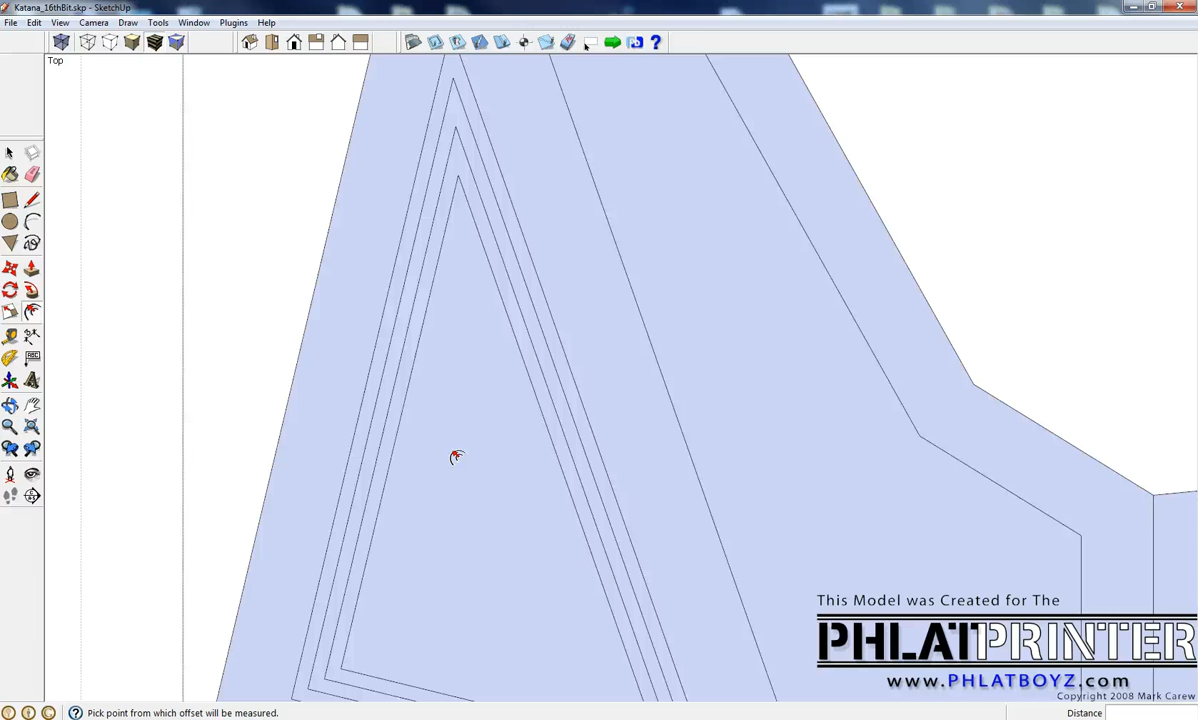 Katana_16thBit.skp - SketchUp
File Edit View Camera Draw Tools Window Plugins Help
Top
ABC
This Model was Created for The
PHLATPRINTER
www.PHLATBOYZ.com
Copyright 2008 Mark Carew
Pick point from which offset will be measured.
Distance